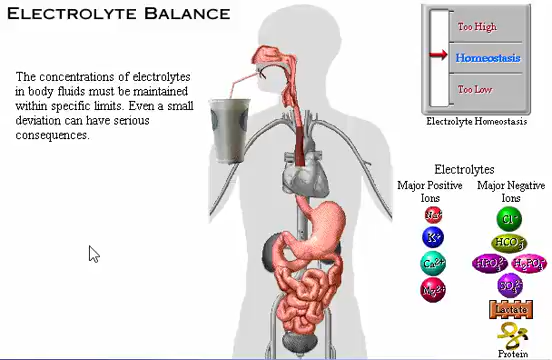 Electrolyte Balance
The concentrations of electrolytes
in body fluids must be maintained
within specific limits. Even a small
deviation can have serious
consequences.
Too High
Homeostasis
Too Low
Electrolyte Homeostasis
Electrolytes
Major Positive
Ions
Major Negative
Ions
Na⁺
Cl⁻
K⁺
HCO₃⁻
Ca²⁺
HPO₄²⁻ H₂PO₄⁻
Mg²⁺
SO₄²⁻
Lactate
Protein